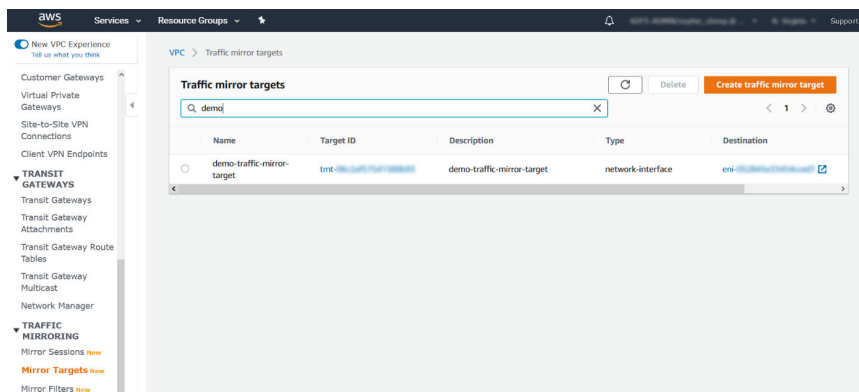 aws
Services
Resource Groups
Support
New VPC Experience
Tell us what you think
Customer Gateways
Virtual Private
Gateways
Site-to-Site VPN
Connections
Client VPN Endpoints
TRANSIT
GATEWAYS
Transit Gateways
Transit Gateway
Attachments
Transit Gateway Route
Tables
Transit Gateway
Multicast
Network Manager
TRAFFIC
MIRRORING
Mirror Sessions New
Mirror Targets New
Mirror Filters New
VPC > Traffic mirror targets
Traffic mirror targets
Delete
Create traffic mirror target
demo
1
Name Target ID Description Type Destination
demo-traffic-mirror-
target
tmt-
demo-traffic-mirror-target
network-interface
eni-